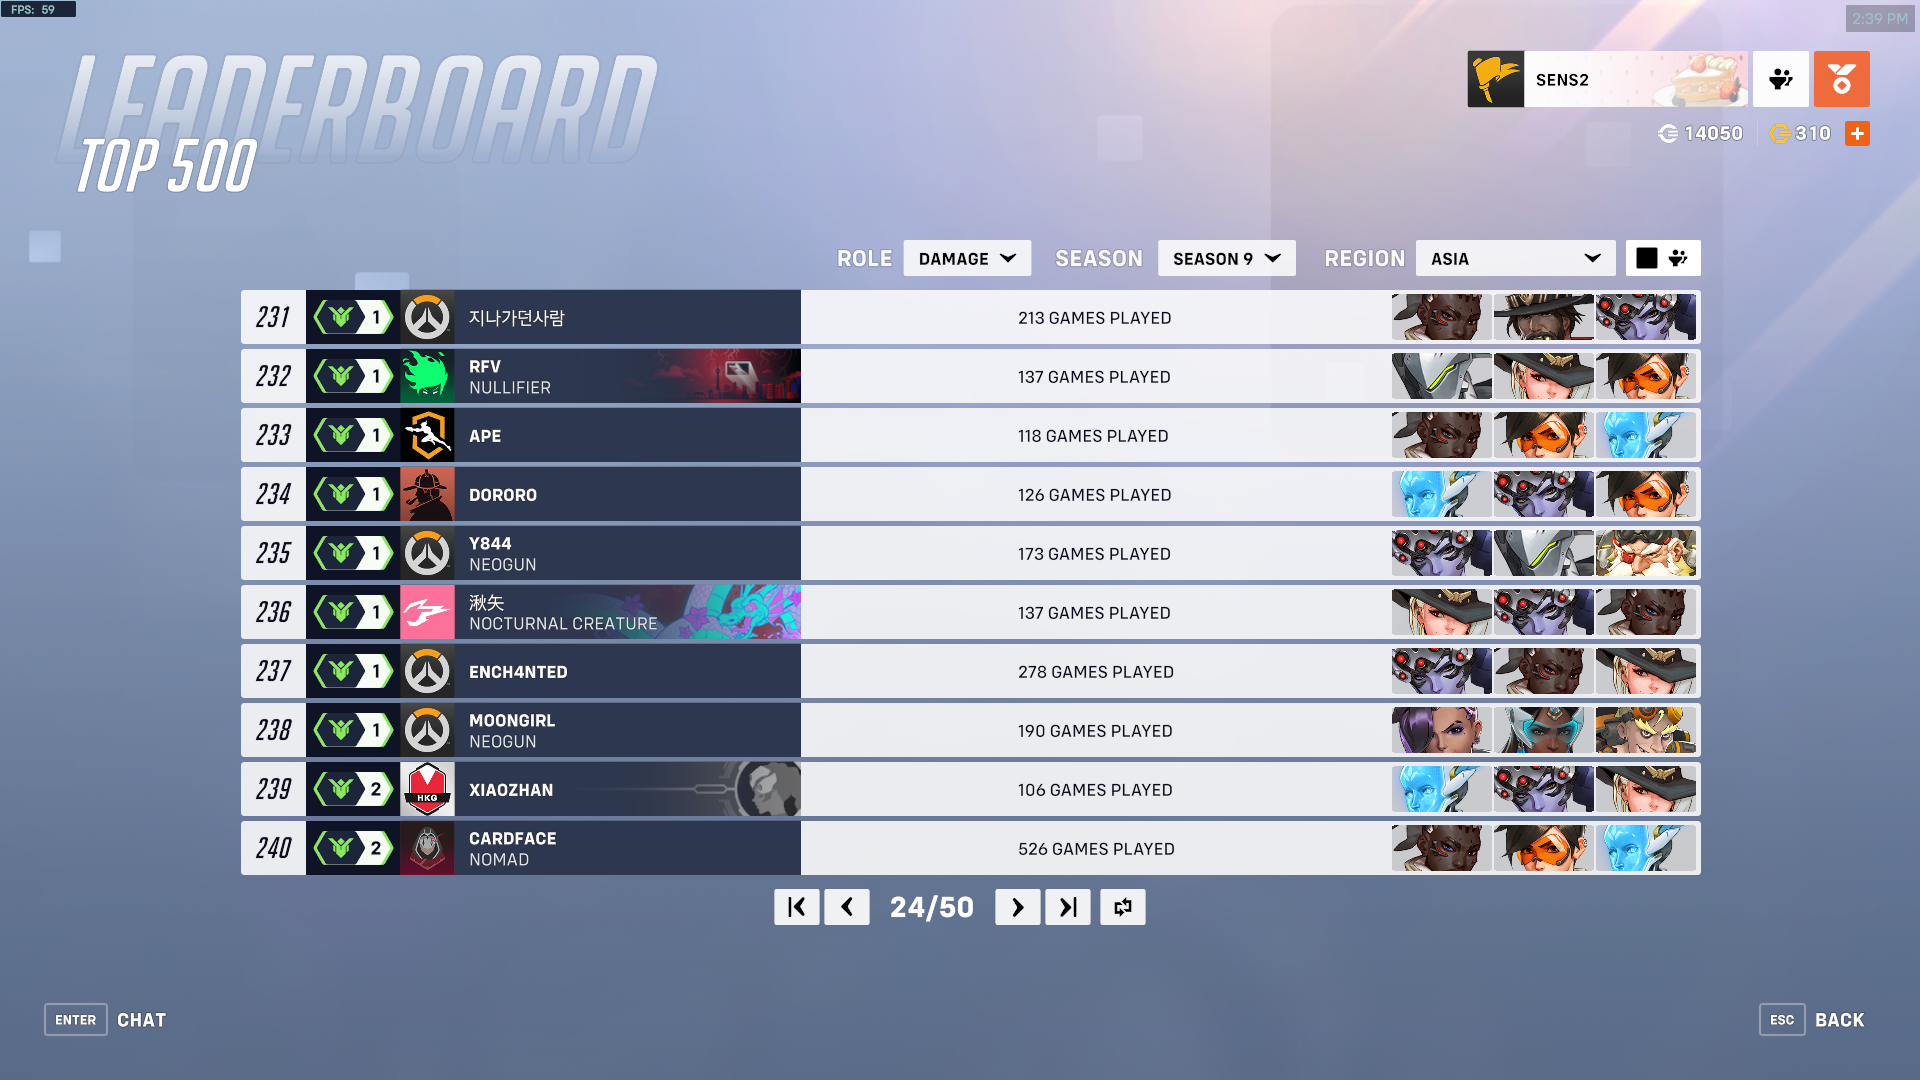 FPS: 59
2:39 PM
LEADERBOARD
TOP 500
SENS2
14050
310
ROLE DAMAGE SEASON SEASON 9 REGION ASIA
231 1 지나가던사람 213 GAMES PLAYED
232 1 RFV 137 GAMES PLAYED
NULLIFIER
233 1 APE 118 GAMES PLAYED
234 1 DORORO 126 GAMES PLAYED
235 1 Y844 173 GAMES PLAYED
NEOGUN
236 1 湫矢 137 GAMES PLAYED
NOCTURNAL CREATURE
237 1 ENCH4NTED 278 GAMES PLAYED
238 1 MOONGIRL 190 GAMES PLAYED
NEOGUN
239 2 HKG XIAOZHAN 106 GAMES PLAYED
240 2 CARDFACE 526 GAMES PLAYED
NOMAD
24/50
ENTER CHAT
ESC BACK